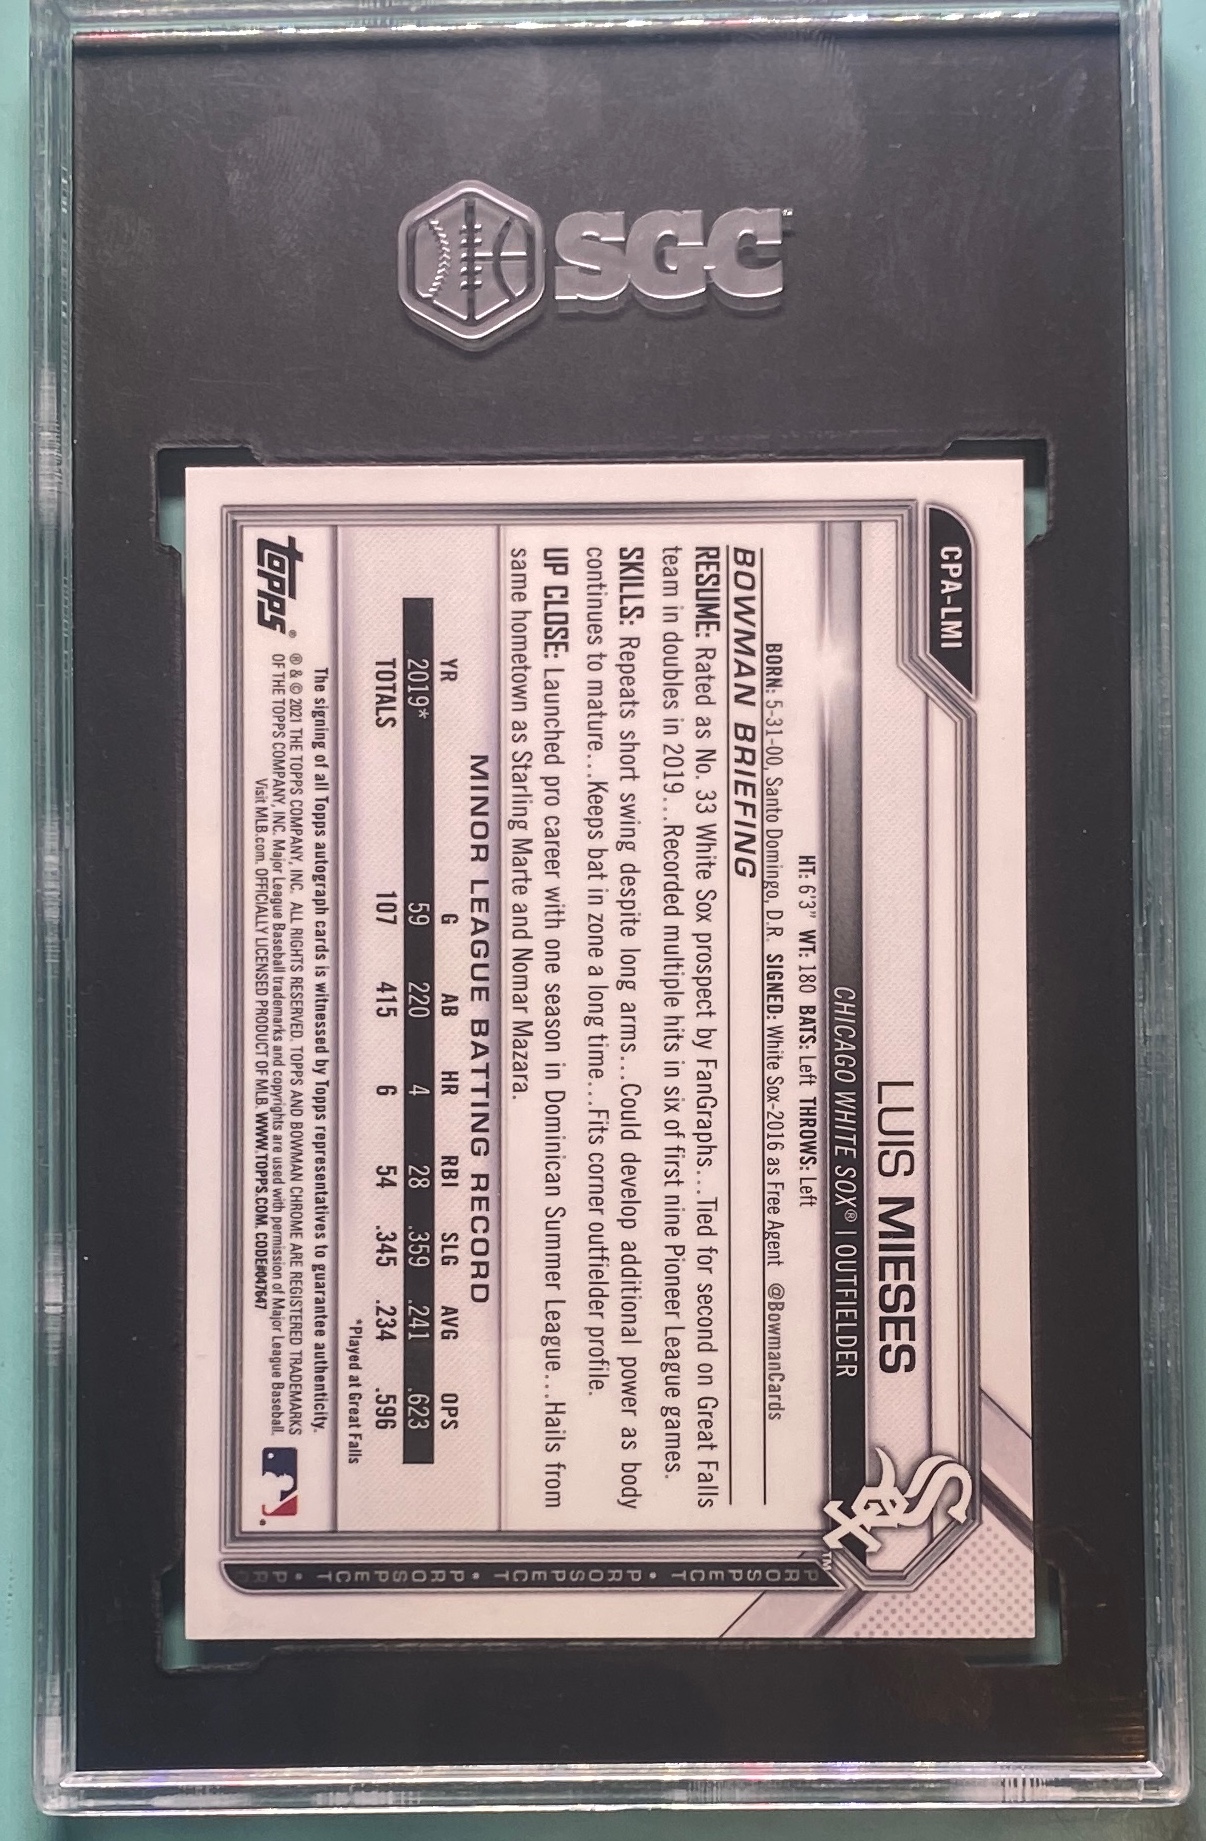 SGC
CPA-LMI
LUIS MIESES
CHICAGO WHITE SOX® | OUTFIELDER
HT: 6'3" WT: 180 BATS: Left THROWS: Left
BORN: 5-31-00, Santo Domingo, D.R. SIGNED: White Sox-2016 as Free Agent @BowmanCards
BOWMAN BRIEFING
RESUME: Rated as No. 33 White Sox prospect by FanGraphs...Tied for second on Great Falls
team in doubles in 2019...Recorded multiple hits in six of first nine Pioneer League games.
SKILLS: Repeats short swing despite long arms...Could develop additional power as body
continues to mature...Keeps bat in zone a long time...Fits corner outfielder profile.
UP CLOSE: Launched pro career with one season in Dominican Summer League...Hails from
same hometown as Starling Marte and Nomar Mazara.
MINOR LEAGUE BATTING RECORD
YR G AB HR RBI SLG AVG OPS
2019* 59 220 4 28 .359 .241 .623
TOTALS 107 415 6 54 .345 .234 .596
*Played at Great Falls
The signing of all Topps autograph cards is witnessed by Topps representatives to guarantee authenticity.
® & © 2021 THE TOPPS COMPANY, INC. ALL RIGHTS RESERVED. TOPPS AND BOWMAN CHROME ARE REGISTERED TRADEMARKS
OF THE TOPPS COMPANY, INC. Major League Baseball trademarks and copyrights are used with permission of Major League Baseball.
Visit MLB.com. OFFICIALLY LICENSED PRODUCT OF MLB. WWW.TOPPS.COM. CODE#047647
topps®
SOX™
PROSPECT • PROSPECT • PROSPECT • PR